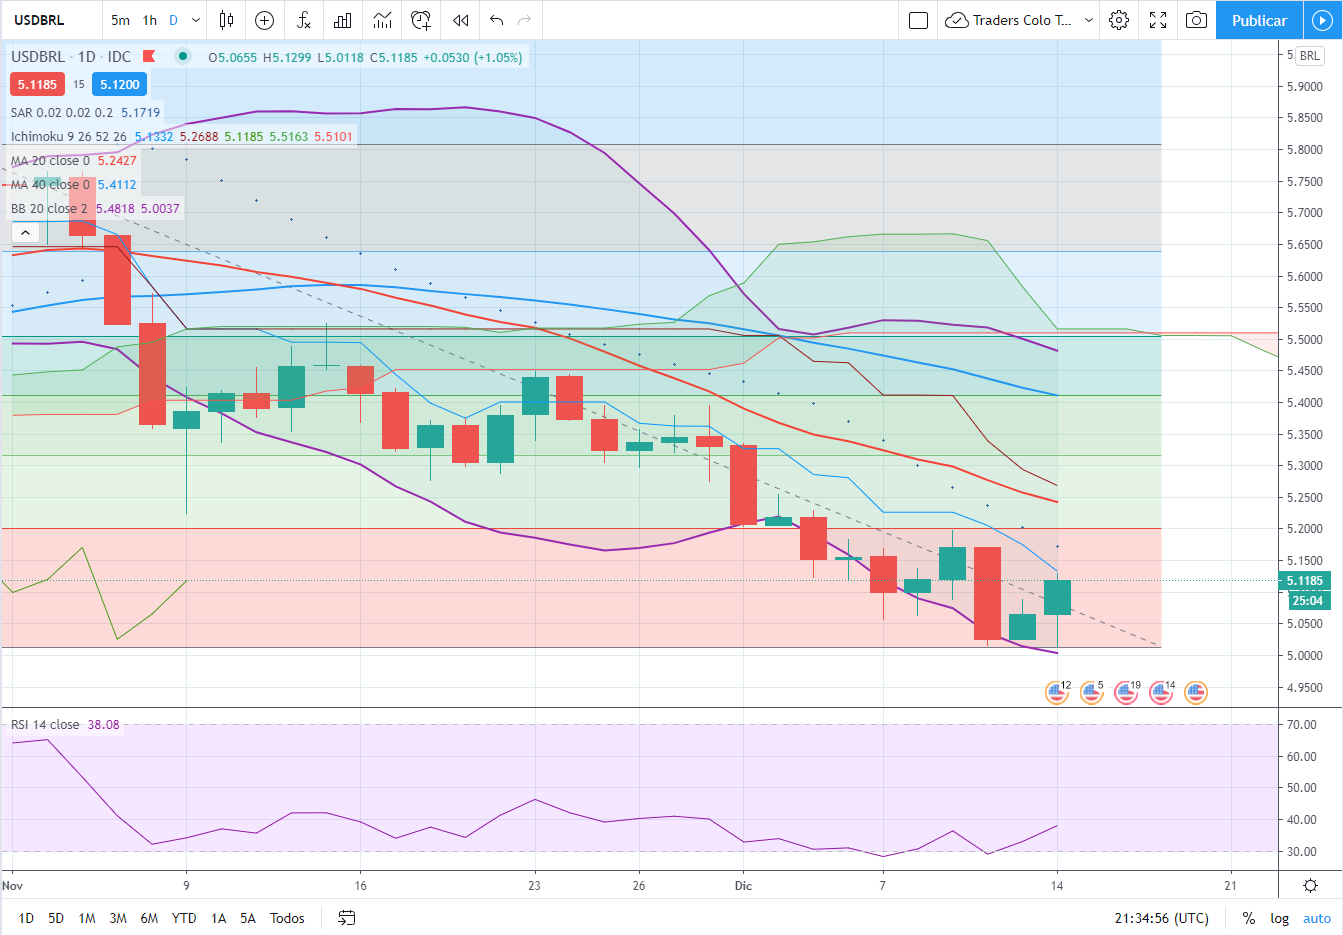 USDBRL 5m 1h D Traders Colo T... Publicar
USDBRL · 1D · IDC O5.0655 H5.1299 L5.0118 C5.1185 +0.0530 (+1.05%)
5.1185 15 5.1200
SAR 0.02 0.02 0.2 5.1719
Ichimoku 9 26 52 26 5.1332 5.2688 5.1185 5.5163 5.5101
MA 20 close 0 5.2427
MA 40 close 0 5.4112
BB 20 close 2 5.4818 5.0037
BRL
5.9000
5.8500
5.8000
5.7500
5.7000
5.6500
5.6000
5.5500
5.5000
5.4500
5.4000
5.3500
5.3000
5.2500
5.2000
5.1500
5.1185
25:04
5.0500
5.0000
4.9500
12 5 19 14
RSI 14 close 38.08
70.00
60.00
50.00
40.00
30.00
Nov 9 16 23 26 Dic 7 14 21
1D 5D 1M 3M 6M YTD 1A 5A Todos 21:34:56 (UTC) % log auto